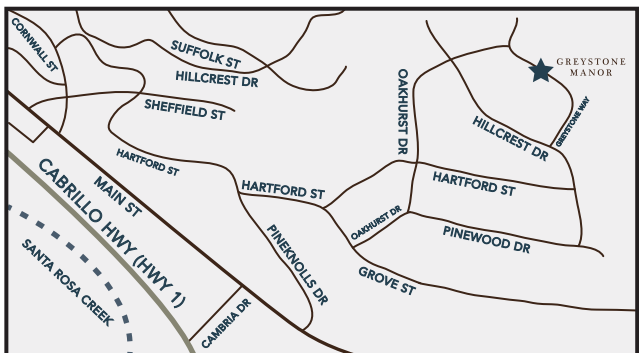 CORNWALL ST
SUFFOLK ST
HILLCREST DR
SHEFFIELD ST
HARTFORD ST
OAKHURST DR
GREYSTONE
MANOR
GREYSTONE WAY
HILLCREST DR
HARTFORD ST
HARTFORD ST
OAKHURST DR
PINEWOOD DR
PINEKNOLLS DR
GROVE ST
MAIN ST
CABRILLO HWY (HWY 1)
SANTA ROSA CREEK
CAMBRIA DR